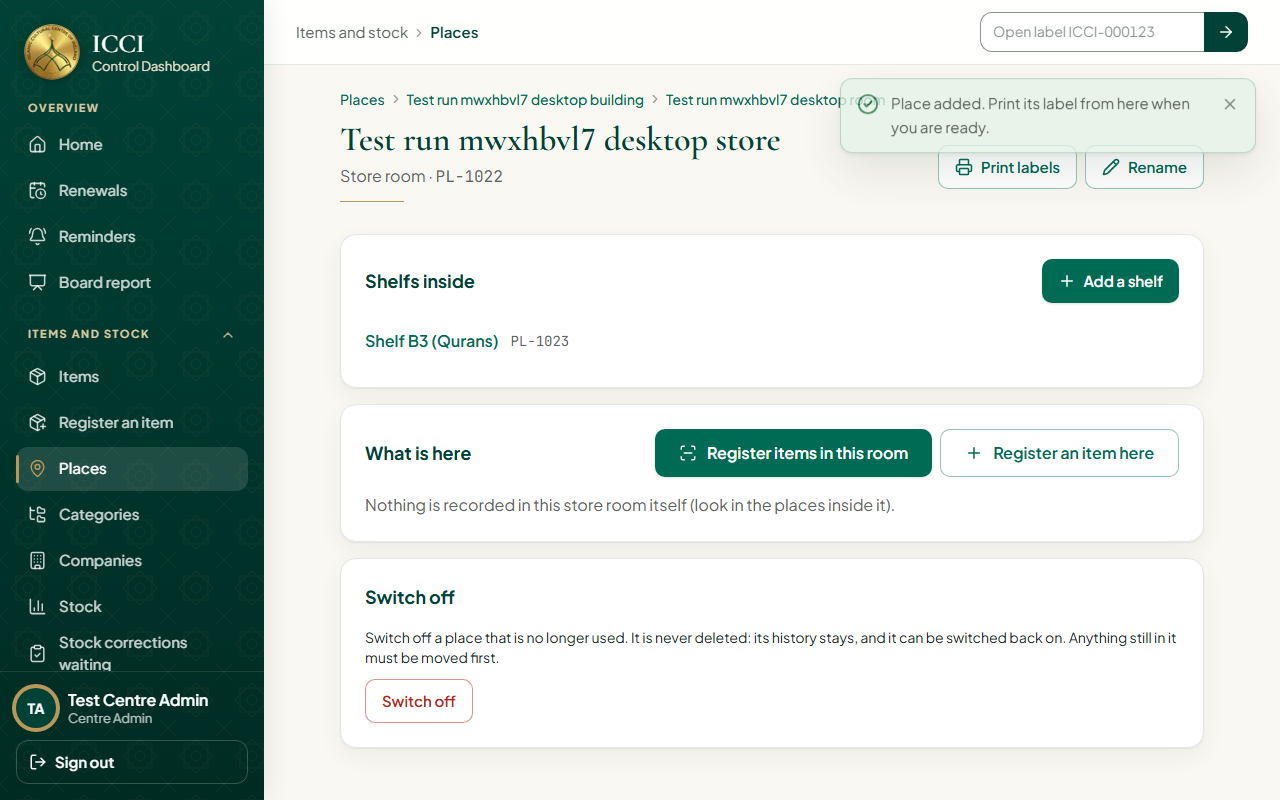 ICCI
Control Dashboard
OVERVIEW
Home
Renewals
Reminders
Board report
ITEMS AND STOCK
Items
Register an item
Places
Categories
Companies
Stock
Stock corrections
waiting
TA
Test Centre Admin
Centre Admin
Sign out
Items and stock > Places
Open label ICCI-000123
Places > Test run mwxhbvl7 desktop building > Test run mwxhbvl7 desktop room
Place added. Print its label from here when
you are ready.
Test run mwxhbvl7 desktop store
Store room · PL-1022
Print labels
Rename
Shelfs inside
Add a shelf
Shelf B3 (Qurans) PL-1023
What is here
Register items in this room
Register an item here
Nothing is recorded in this store room itself (look in the places inside it).
Switch off
Switch off a place that is no longer used. It is never deleted: its history stays, and it can be switched back on. Anything still in it
must be moved first.
Switch off